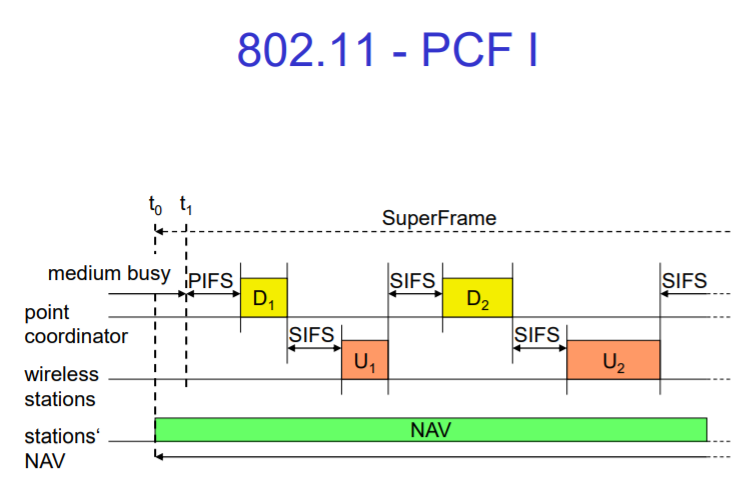 802.11 - PCF I
t0 t1
SuperFrame
medium busy PIFS D1 SIFS D2 SIFS
point
coordinator
SIFS U1 SIFS U2
wireless
stations
stations‘
NAV
NAV